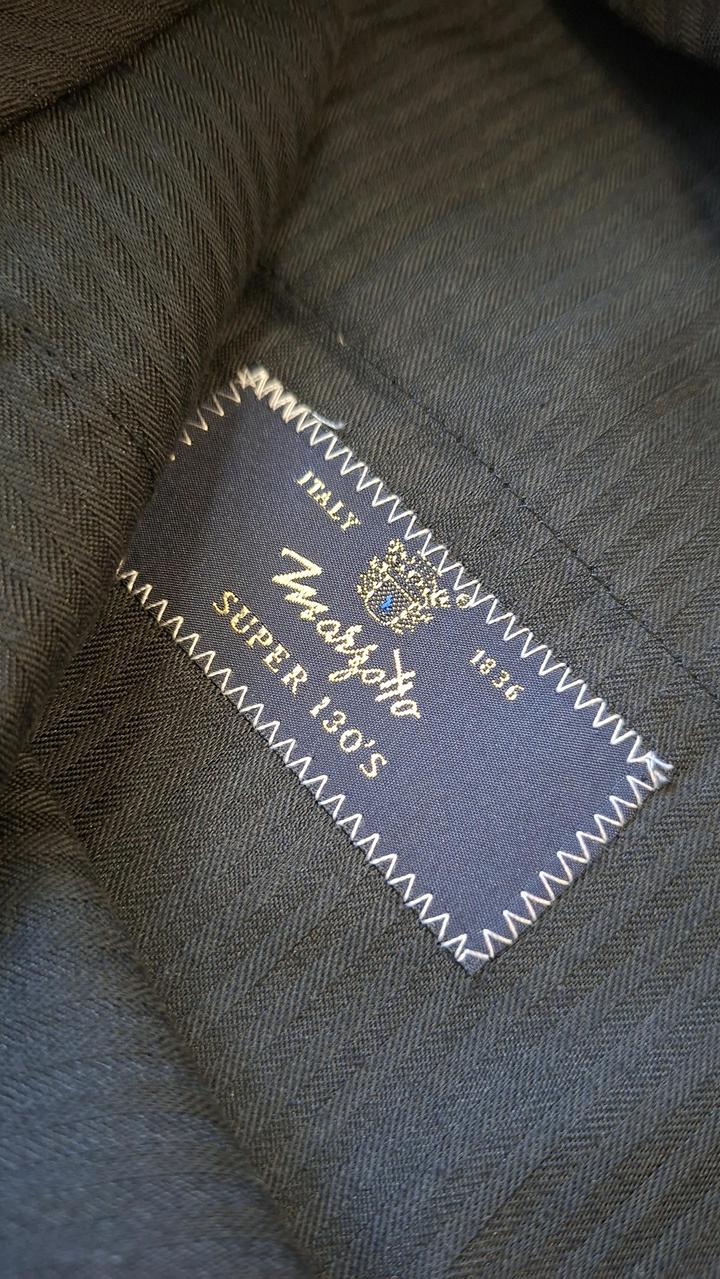 ITALY 1836
Marzotto
SUPER 130'S